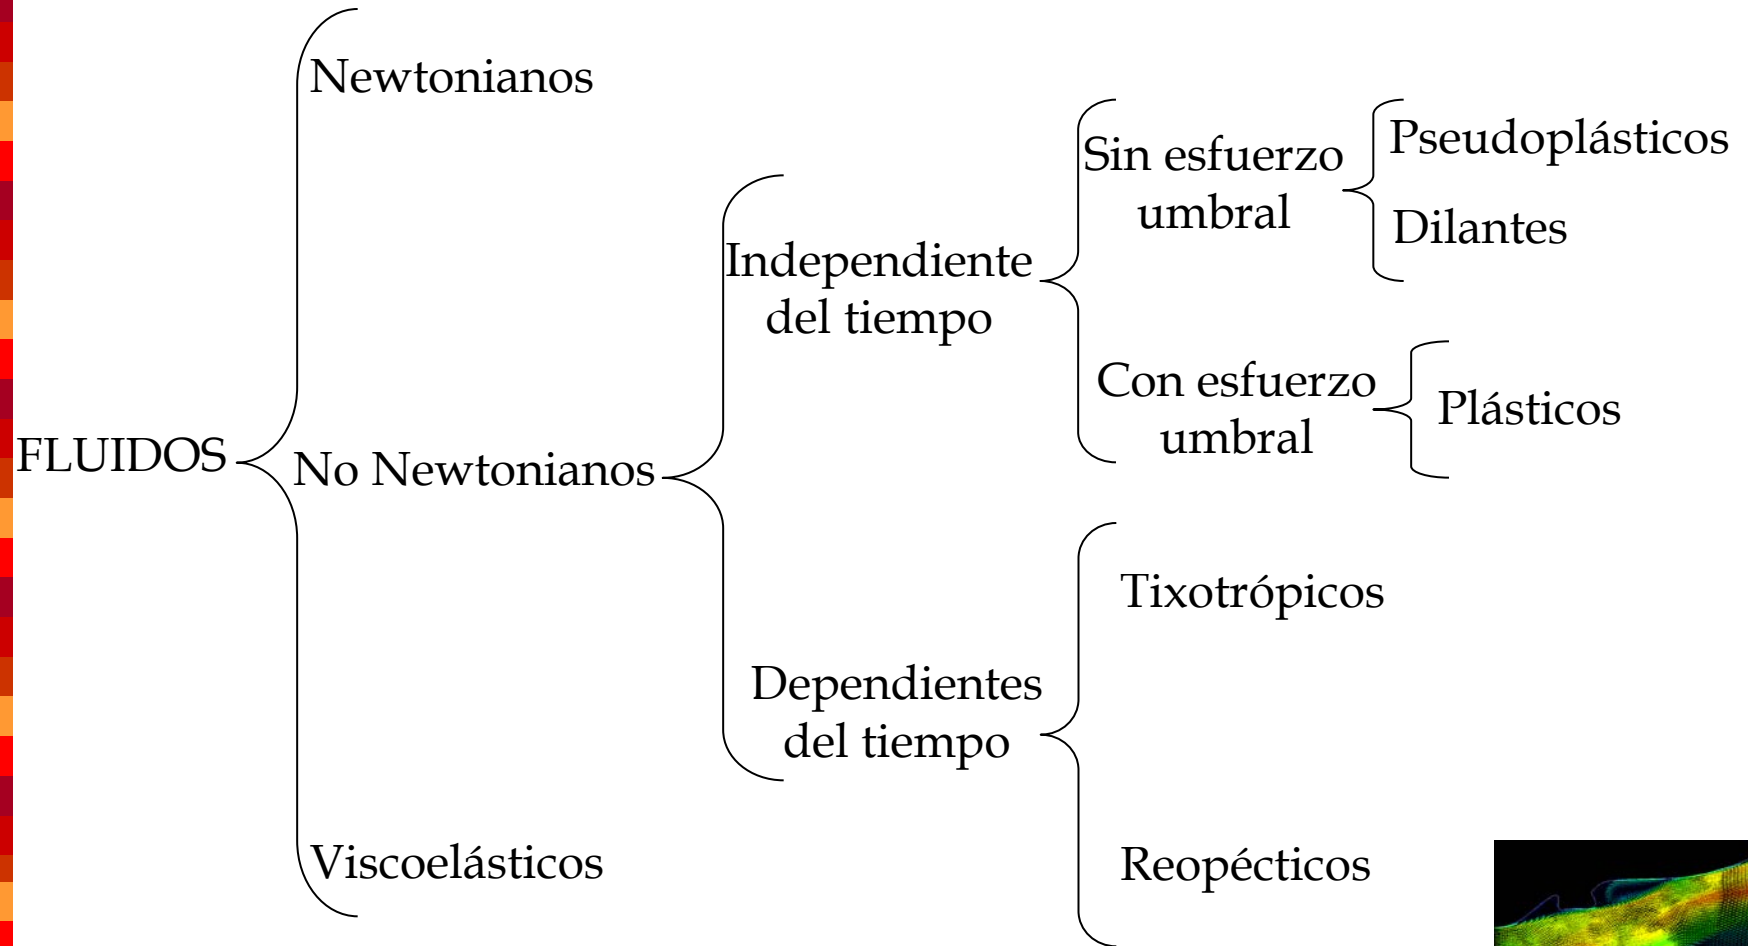 FLUIDOS
Newtonianos
No Newtonianos
Independiente
del tiempo
Sin esfuerzo
umbral
Pseudoplásticos
Dilantes
Con esfuerzo
umbral
Plásticos
Dependientes
del tiempo
Tixotrópicos
Reopécticos
Viscoelásticos